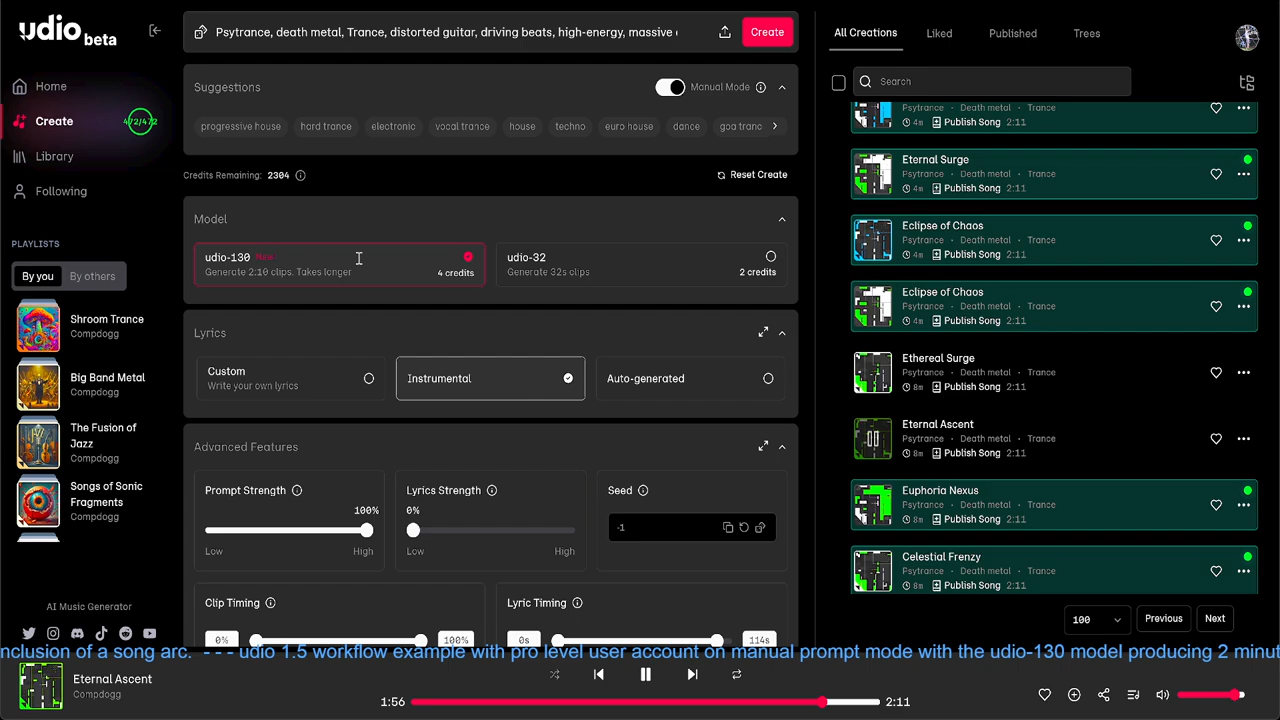 udio beta
Home
Create
472/472
Library
Following
PLAYLISTS
By you
By others
Shroom Trance
Compdogg
Big Band Metal
Compdogg
The Fusion of
Jazz
Compdogg
Songs of Sonic
Fragments
Compdogg
AI Music Generator
Psytrance, death metal, Trance, distorted guitar, driving beats, high-energy, massive
Create
Suggestions
Manual Mode
progressive house
hard trance
electronic
vocal trance
house
techno
euro house
dance
goa tranc
Credits Remaining: 2304
Reset Create
Model
udio-130 New
Generate 2:10 clips. Takes longer
4 credits
udio-32
Generate 32s clips
2 credits
Lyrics
Custom
Write your own lyrics
Instrumental
Auto-generated
Advanced Features
Prompt Strength
100%
Low
High
Lyrics Strength
0%
Low
High
Seed
-1
Clip Timing
0%
100%
Lyric Timing
0s
114s
All Creations
Liked
Published
Trees
Search
Psytrance · Death metal · Trance
4m Publish Song 2:11
Eternal Surge
Psytrance · Death metal · Trance
4m Publish Song 2:11
Eclipse of Chaos
Psytrance · Death metal · Trance
4m Publish Song 2:11
Eclipse of Chaos
Psytrance · Death metal · Trance
4m Publish Song 2:11
Ethereal Surge
Psytrance · Death metal · Trance
8m Publish Song 2:11
Eternal Ascent
Psytrance · Death metal · Trance
8m Publish Song 2:11
Euphoria Nexus
Psytrance · Death metal · Trance
8m Publish Song 2:11
Celestial Frenzy
Psytrance · Death metal · Trance
8m Publish Song 2:11
100
Previous
Next
nclusion of a song arc. - - - udio 1.5 workflow example with pro level user account on manual prompt mode with the udio-130 model producing 2 minut
Eternal Ascent
Compdogg
1:56
2:11